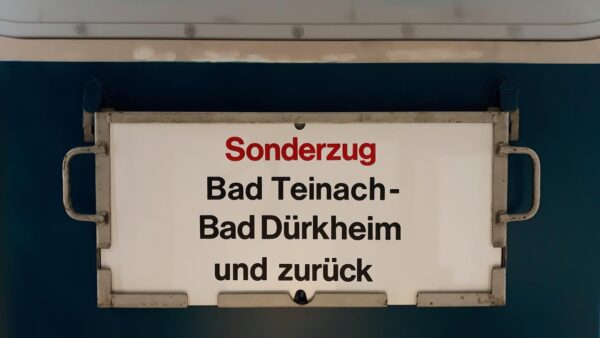 Sonderzug
Bad Teinach-
Bad Dürkheim
und zurück